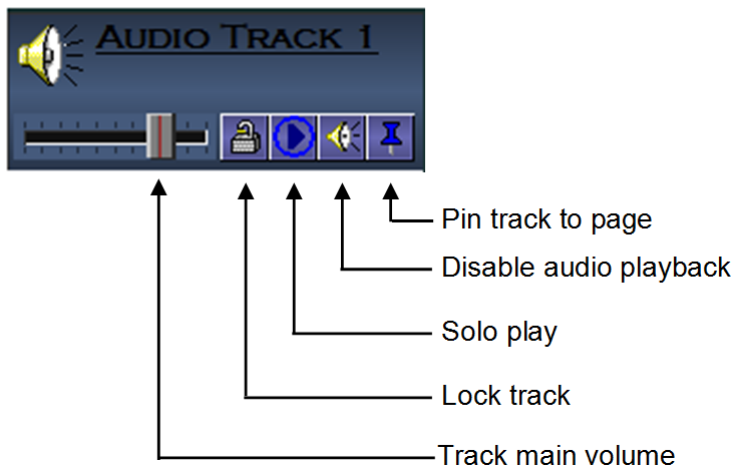 AUDIO TRACK 1
Pin track to page
Disable audio playback
Solo play
Lock track
Track main volume